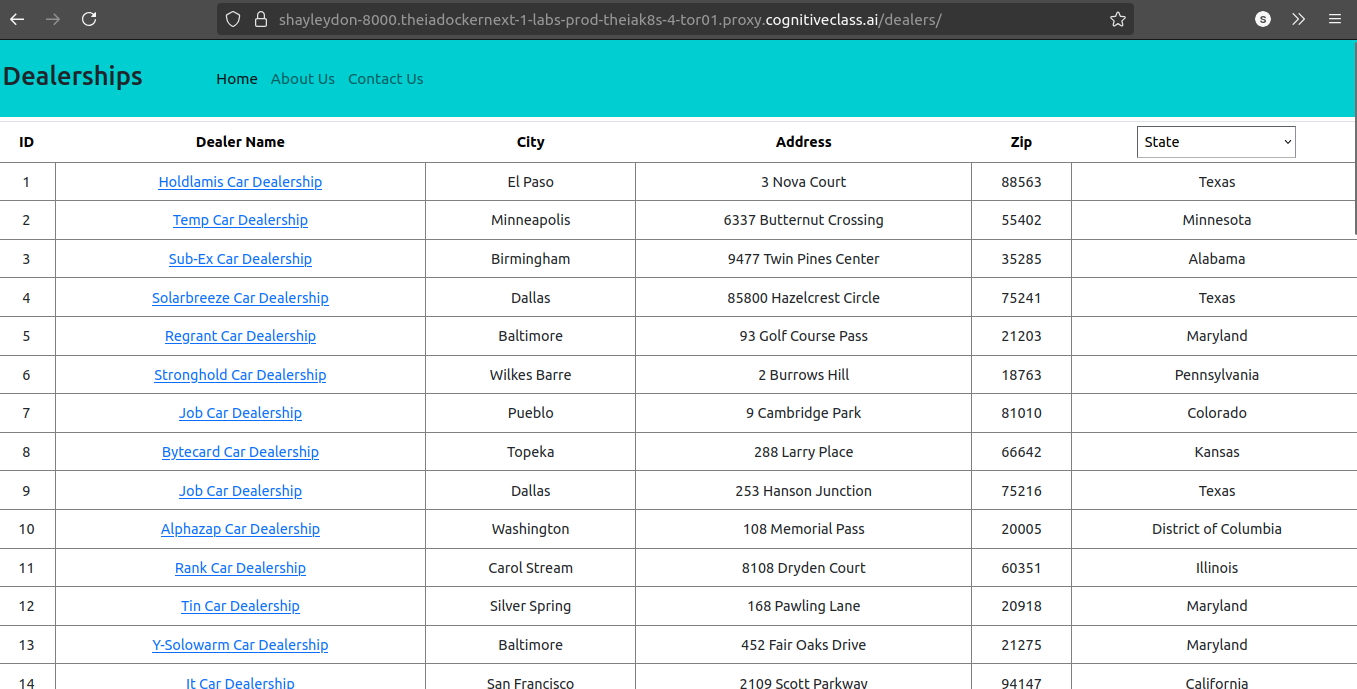 shayleydon-8000.theiadockernext-1-labs-prod-theiak8s-4-tor01.proxy.cognitiveclass.ai/dealers/ S
Dealerships Home About Us Contact Us
ID Dealer Name City Address Zip State
1 Holdlamis Car Dealership El Paso 3 Nova Court 88563 Texas
2 Temp Car Dealership Minneapolis 6337 Butternut Crossing 55402 Minnesota
3 Sub-Ex Car Dealership Birmingham 9477 Twin Pines Center 35285 Alabama
4 Solarbreeze Car Dealership Dallas 85800 Hazelcrest Circle 75241 Texas
5 Regrant Car Dealership Baltimore 93 Golf Course Pass 21203 Maryland
6 Stronghold Car Dealership Wilkes Barre 2 Burrows Hill 18763 Pennsylvania
7 Job Car Dealership Pueblo 9 Cambridge Park 81010 Colorado
8 Bytecard Car Dealership Topeka 288 Larry Place 66642 Kansas
9 Job Car Dealership Dallas 253 Hanson Junction 75216 Texas
10 Alphazap Car Dealership Washington 108 Memorial Pass 20005 District of Columbia
11 Rank Car Dealership Carol Stream 8108 Dryden Court 60351 Illinois
12 Tin Car Dealership Silver Spring 168 Pawling Lane 20918 Maryland
13 Y-Solowarm Car Dealership Baltimore 452 Fair Oaks Drive 21275 Maryland
14 It Car Dealership San Francisco 2109 Scott Parkway 94147 California